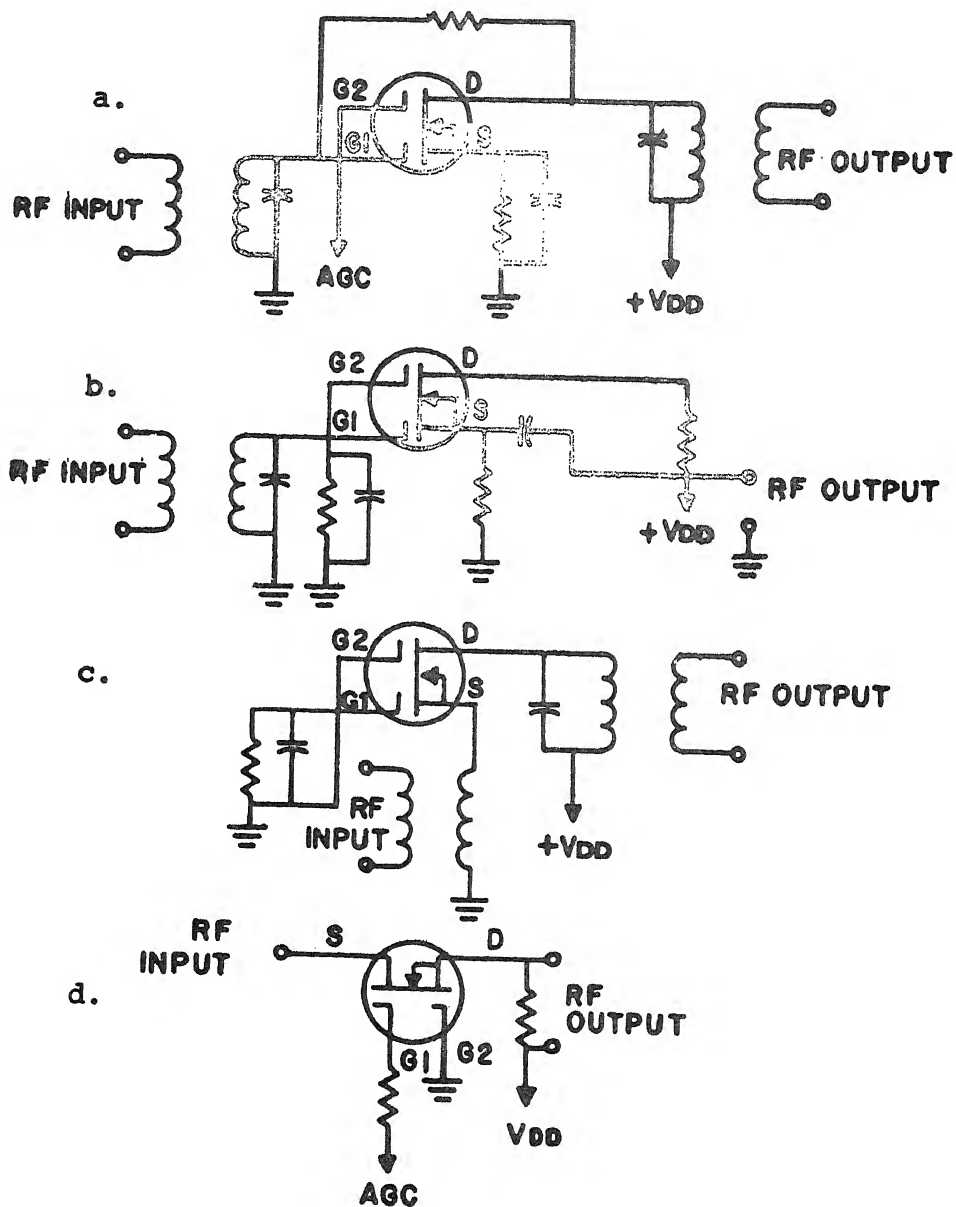 a.
G2
D
G1
S
RF INPUT
AGC
+VDD
RF OUTPUT
b.
G2
D
G1
S
RF INPUT
+VDD
RF OUTPUT
c.
G2
D
G1
S
RF
INPUT
+VDD
RF OUTPUT
d.
RF
INPUT
S
D
G1
G2
RF
OUTPUT
VDD
AGC